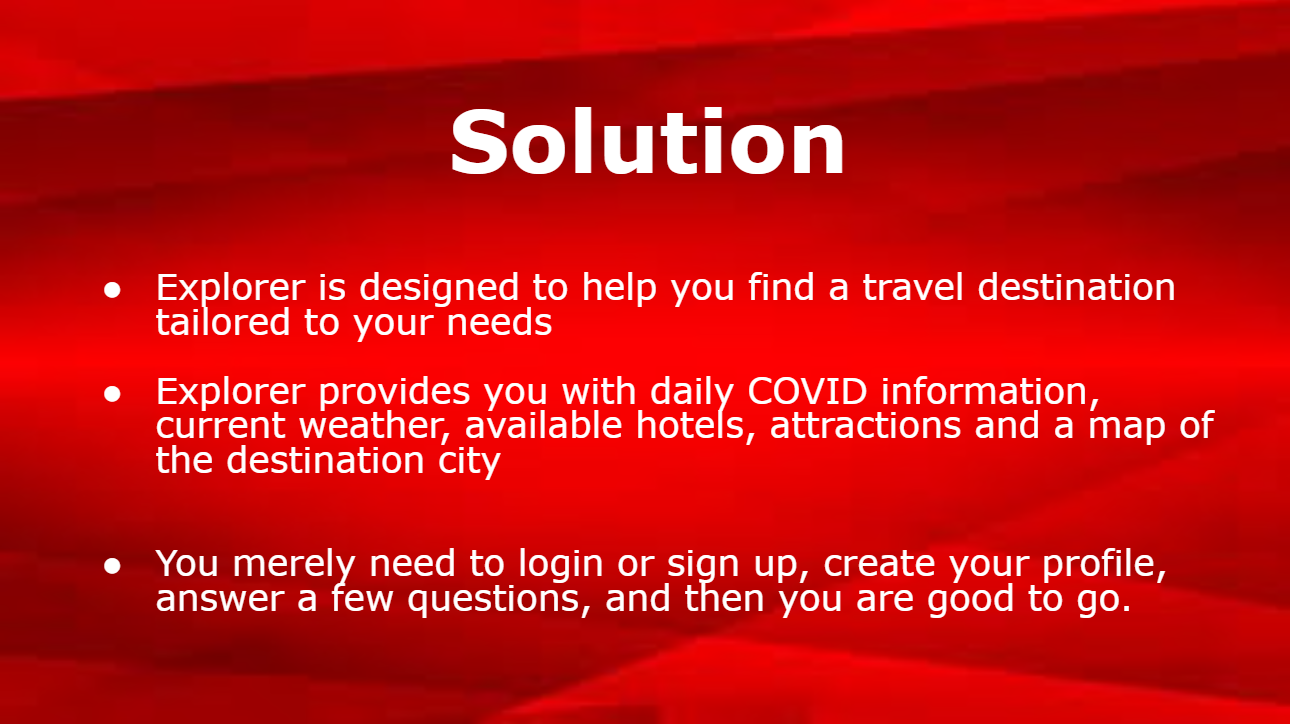 Solution
● Explorer is designed to help you find a travel destination
tailored to your needs
● Explorer provides you with daily COVID information,
current weather, available hotels, attractions and a map of
the destination city
● You merely need to login or sign up, create your profile,
answer a few questions, and then you are good to go.